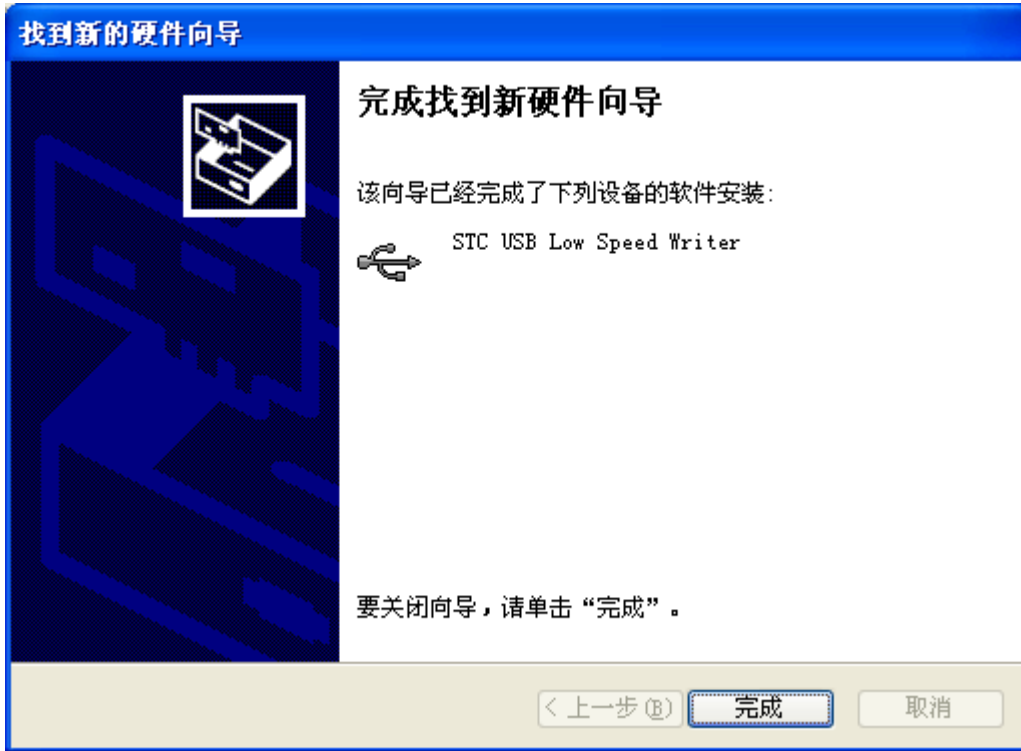 找到新的硬件向导
完成找到新硬件向导
该向导已经完成了下列设备的软件安装:
STC USB Low Speed Writer
要关闭向导，请单击“完成”。
< 上一步(B)
完成
取消